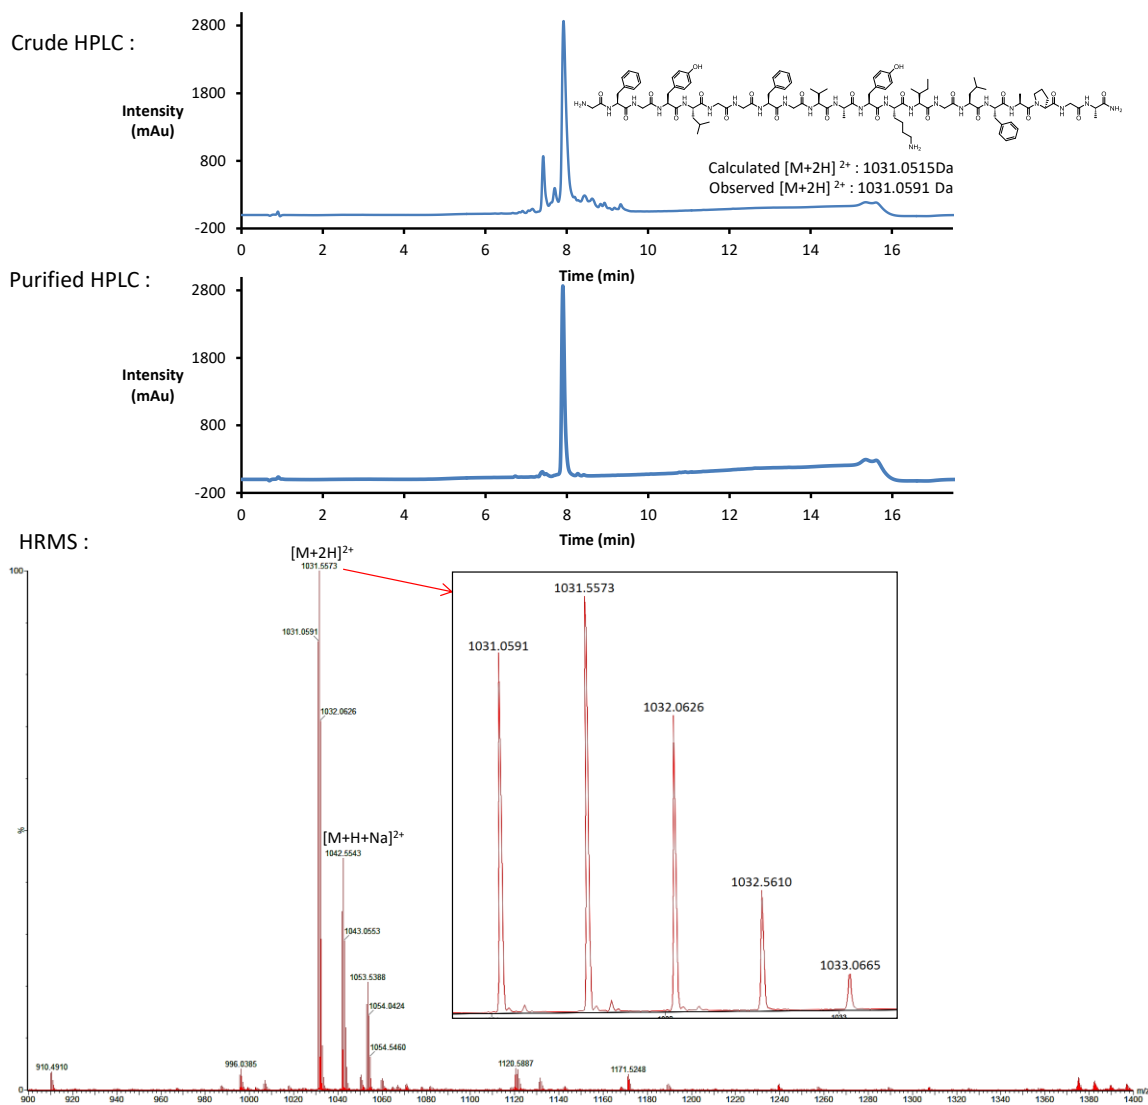 Crude HPLC :
2800
1800
800
-200
Intensity
(mAu)
0 2 4 6 8 10 12 14 16
Time (min)
H2N
OH
OH
NH2
NH2
Calculated [M+2H] 2+ : 1031.0515Da
Observed [M+2H] 2+ : 1031.0591 Da
Purified HPLC :
2800
1800
800
-200
Intensity
(mAu)
0 2 4 6 8 10 12 14 16
Time (min)
HRMS :
[M+2H]2+
100
1031.5573
1031.0591
1032.0626
[M+H+Na]2+
1042.5543
1043.0553
1053.5388
1054.0424
1054.5460
%
910.4910
996.0385
1120.5887
1171.5248
0
900 920 940 960 980 1000 1020 1040 1060 1080 1100 1120 1140 1160 1180 1200 1220 1240 1260 1280 1300 1320 1340 1360 1380 1400
m/z
1031.5573
1031.0591
1032.0626
1032.5610
1033.0665